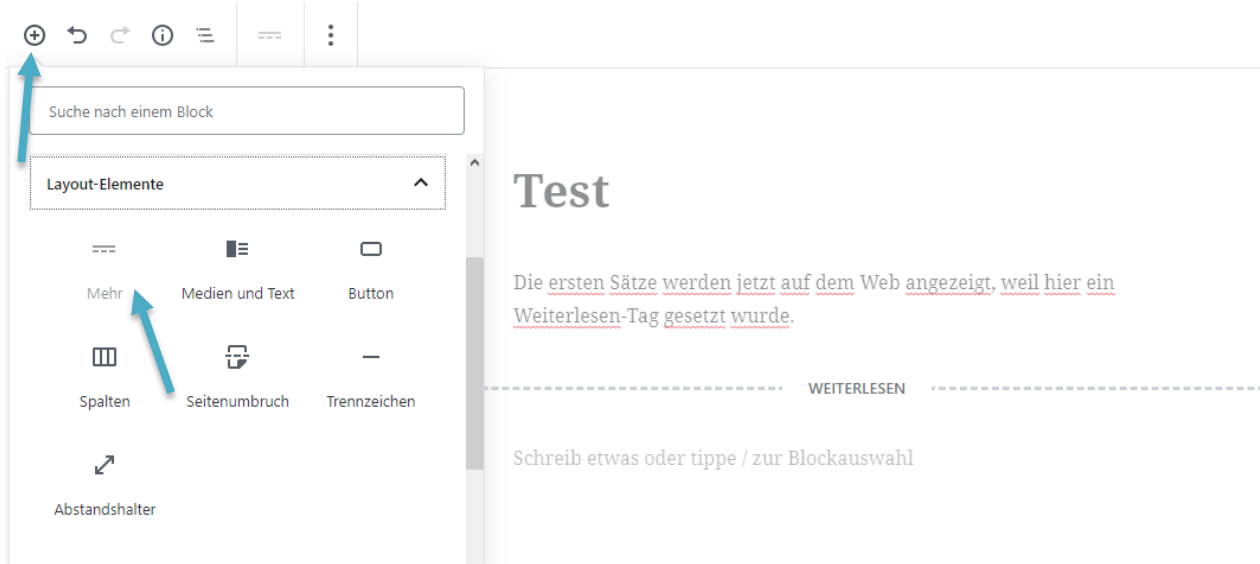 Suche nach einem Block
Layout-Elemente
Mehr
Medien und Text
Button
Spalten
Seitenumbruch
Trennzeichen
Abstandshalter
Test
Die ersten Sätze werden jetzt auf dem Web angezeigt, weil hier ein
Weiterlesen-Tag gesetzt wurde.
WEITERLESEN
Schreib etwas oder tippe / zur Blockauswahl